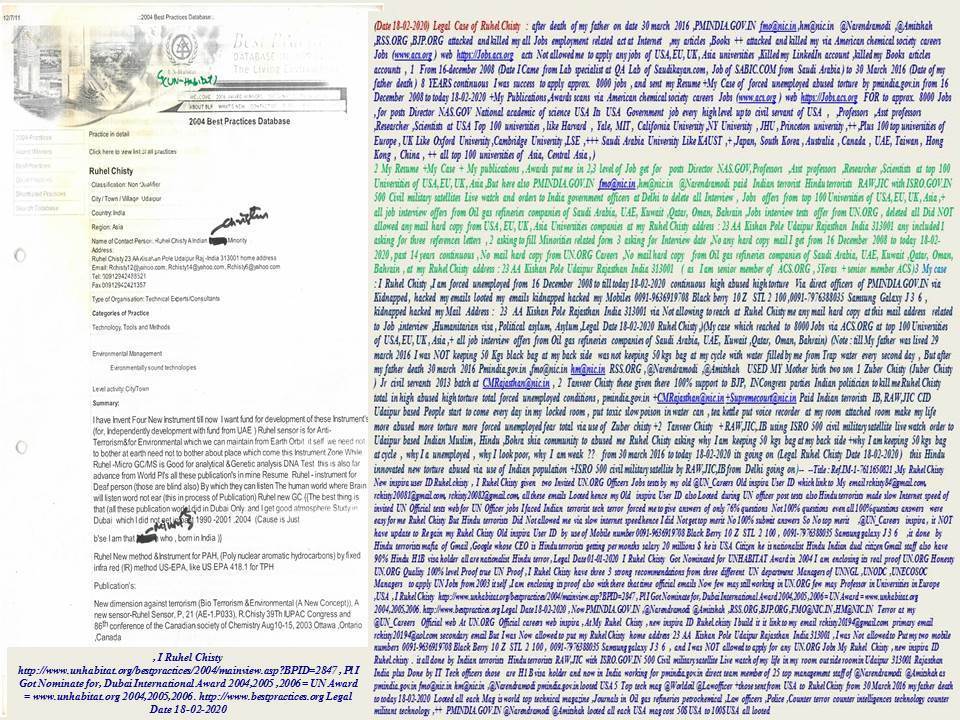 12/7/11
.:2004 Best Practices Database:.
(UN-Habitat)
2004 Best Practices Database
Practice in detail
Click here to view list of all practices
Ruhel Chisty
Classification: Non Qualifier
City / Town / Village Udaipur
Country: India
Region: Asia
Christin
Name of Contact Person: Ruhel Chisty A Indian Minority
Address:
Ruhel Chisty 23,AA Kisahan Pole Udaipur Raj -India 313001 home address
Email: Rchisty12@yahoo.com; Rchisty14@yahoo.com, Rchisty6@yahoo.com
Tel: '00912942418521
Fax 00912942421357
Type of Organisation: Technical Experts/Consultants
Categories of Practice
Technology, Tools and Methods
Environmental Management
Evironmentally sound technologies
Level activity: City/Town
Summary:
I have Invent Four New Instrument till now I want fund for development of these Instrument's
(for, Independently development with fund from UAE ) Ruhel sensor is for Anti-
Terrorism&for Environmental which we can maintain from Earth Orbit it self we need not
to bother at earth need not to bother about place which come this Instrument Zone While
Ruhel -Micro GC/MS is Good for analytical & Genetic analysis DNA Test this is also far
advance from World PI's all these publication's in mine Resume Ruhel - instrument for
Deaf person (those are blind also) By which they can listen The human world where Brain
will listen word not ear (this in process of Publication) Ruhel new GC ((The best thing is
that (all these publication world did in Dubai Only and I get good atmosphere Study in
Dubai which I did not get 1990 -2001 ,2004 (Cause is Just
b'se I am that who , born in India ))
Ruhel New method &Instrument for PAH, (Poly nuclear aromatic hydrocarbons) by fixed
infra red (IR) method US-EPA, like US EPA 418.1 for TPH
Publication's:
New dimension against terrorism (Bio Terrorism &Environmental (A New Concept)), A
new sensor-Ruhel Sensor, P, 21 (AE-1.P033), R.Chisty 39Th IUPAC Congress and
86th conference of the Canadian society of Chemistry Aug10-15, 2003 Ottawa ,Ontario
,Canada
, I Ruhel Chisty
http://www.unhabitat.org/bestpractices/2004/mainview.asp?BPID=2847 , Pl I
Got Nominate for, Dubai International Award 2004,2005 ,2006 = UN Award
= www.unhabitat.org 2004,2005,2006. http://www.bestpractices.org Legal
Date 18-02-2020
(Date 18-02-2020) Legal Case of Ruhel Chisty : after death of my father on date 30 march 2016 ,PMINDIA.GOV.IN fmo@nic.in,hm@nic.in @Narendramodi ,@Amitshah
,RSS.ORG ,BJP.ORG attacked and killed my all Jobs employment related act at Internet ,my articles ,Books ++ attacked and killed my via American chemical society careers
Jobs (www.acs.org ) web https://Jobs.acs.org acts Not allowed me to apply any jobs of USA,EU, UK, Asia universities ,Killed my LinkedIn account ,killed my Books articles
accounts , 1 From 16-december 2008 (Date I Came from Lab specialist at QA Lab of Saudikayan.com, Job of SABIC.COM from Saudi Arabia) to 30 March 2016 (Date of my
father death) 8 YEARS continious I was success to apply approx. 8000 jobs , and sent my Resume +My Case of forced unemployed abused torture by pmindia.gov.in from 16
December 2008 to today 18-02-2020 +My Publications,Awards scans via American chemical society careers Jobs (www.acs.org ) web https://Jobs.acs.org FOR to approx. 8000 Jobs
,for posts Director NAS.GOV National academic of science USA Its USA Government job every high level up to civil servant of USA , ,Professors ,Asst professors
,Researcher ,Scientists at USA Top 100 universities , like Harvard , Yale, MIT , California University ,NY University , JHU , Princeton university ,++,Plus 100 top universities of
Europe , UK Like Oxford University,Cambridge University ,LSE ,+++ Saudi Arabia University Like KAUST ,+ Japan, South Korea , Australia , Canada , UAE, Taiwan , Hong
Kong , China , ++ all top 100 universities of Asia, Central Asia,)
2 My Resume +My Case + My publications , Awards put me in 2,3 level of Job get for posts Director NAS.GOV,Professors ,Asst professors ,Researcher ,Scientists at top 100
Universities of USA,EU, UK, Asia ,But here also PMINDIA.GOV.IN fmo@nic.in,hm@nic.in @Narendramodi paid Indian terrorist Hindu terrorists RAW,JIC with ISRO.GOV.IN
500 Civil military satellites Live watch and orders to India government officers at Delhi to delete all Interview , Jobs offers from top 100 Universities of USA,EU, UK, Asia ,+
all job interview offers from Oil gas refineries companies of Saudi Arabia, UAE, Kuwait ,Qatar, Oman, Bahrain ,Jobs interview tests offer from UN.ORG , deleted all Did NOT
allowed any mail hard copy from USA, EU, UK, Asia Universities companies at my Ruhel Chisty address : 23 AA Kishan Pole Udaipur Rajasthan India 313001 any included 1
asking for three references letters , 2 asking to fill Minorities related form 3 asking for Interview date ,No any hard copy mail I get from 16 December 2008 to today 18-02-
2020 , past 14 years continuous , No mail hard copy from UN.ORG Careers ,No mail hard copy from Oil gas refineries companies of Saudi Arabia, UAE, Kuwait ,Qatar, Oman,
Bahrain , at my Ruhel Chisty address : 23 AA Kishan Pole Udaipur Rajasthan India 313001 ( as I am senior member of ACS.ORG , 5Yeras + senior member ACS)3 My case
: I Ruhel Chisty ,I am forced unemployed from 16 December 2008 to till today 18-02-2020 continuous high abused high torture Via direct officers of PMINDIA.GOV.IN via
Kidnapped, hacked my emails looted my emails kidnapped hacked my Mobiles 0091-9636919708 Black berry 10 Z STL 2 100 ,0091-7976388035 Samsung Galaxy J 3 6 ,
kidnapped hacked my Mail Address : 23 AA Kishan Pole Rajasthan India 313001 via Not allowing to reach at Ruhel Chisty me any mail hard copy at this mail address related
to Job ,interview ,Humanitarian visa , Political asylum, Asylum,Legal Date 18-02-2020 Ruhel Chisty,)(My case which reached to 8000 Jobs via ACS.ORG at top 100 Universities
of USA,EU, UK, Asia ,+ all job interview offers from Oil gas refineries companies of Saudi Arabia, UAE, Kuwait ,Qatar, Oman, Bahrain) (Note : till My father was lived 29
march 2016 I was NOT keeping 50 Kgs black bag at my back side was not keeping 50 kgs bag at my cycle with water filled by me from Trap water every second day , But after
my father death 30 March 2016 Pmindia.gov.in ,fmo@nic.in hm@nic.in RSS.ORG ,@Narendramodi ,@Amitshah USED MY Mother birth two son 1 Zuber Chisty (Juber Chisty
) Jr civil servants 2013 batch at CMRajasthan@nic.in , 2 Tanveer Chisty these given there 100% support to BJP, INCongress parties Indian politician to kill me Ruhel Chisty
total in high abused high torture total forced unemployed conditions , pmindia.gov.in +CMRajasthan@nic.in +Supremecourt@nic.in Paid Indian terrorists IB, RAW,JIC CID
Udaipur based People start to come every day in my locked room , put toxic slow poison in water can , tea kettle put voice recorder at my room attached room make my life
more abused more torture more forced unemployed fear total via use of Zuber chisty +2 Tanveer Chisty +RAW,JIC,IB using ISRO 500 civil military satellite live watch order to
Udaipur based Indian Muslim , Hindu ,Bohra shia community to abused me Ruhel Chisty asking why I am keeping 50 kgs bag at my back side +why I am keeping 50 kgs bag
at cycle , why I a unemployed , why I look poor, why I am weak ?? from 30 march 2016 to today 18-02-2020 its going on (Legal Ruhel Chisty Date 18-02-2020 ) this Hindu
innovated new torture abused via use of Indian population +ISRO 500 civil military satellite by RAW,JIC,IB from Delhi going on)-- --Title : Ref.IM-1-7611650821 ,My Ruhel Chisty
New inspira user ID Ruhel.chisty , I Ruhel Chisty given two Invited UN.ORG Officers Jobs tests by my old @UN_Careers Old inspira User ID which link to My email rchisty84@gmail.com,
rchisty20081@gmail.com, rchisty20082@gmail.com, all these emails Looted hence my Old inspira User ID also Looted during UN officer post tests also Hindu terrorists made slow Internet speed of
invited UN Official tests web for UN Officer jobs I faced Indian terrorist tech terror forced me to give answers of only 76% questions Not 100% questions even all 100% questions answers were
easy for me Ruhel Chisty But Hindu terrorists Did Not allowed me via slow internet speed hence I did Not get top merit No 100% submit answers So No top merit ,@UN_Careers inspira , it NOT
have update to Re gain my Ruhel Chisty Old inspira User ID by use of Mobile number 0091-9636919708 Black Berry 10 Z STL 2 100 , 0091-7976388035 Samsung galaxy J 3 6 ,it done by
Hindu terrorists mafia of Gmail ,Google whose CEO is Hindu terrorists getting per months salary 20 millions $ he is USA Citizen he is nationalist Hindu Indian dual citizen Gmail staff also have
90% Hindu H1B visa holder all are nationalist Hindu terror, Legal Date 01-01-2020 I Ruhel Chisty Got Nominated for UNHABITAT Award in 2004 I am enclosing its real proof UN.ORG Honesty
UN.ORG Quality 100% level Proof use UN Proof , I Ruhel Chisty have three 3 strong recommendations from three different UN department Managers of UNNGL ,UNODC ,UNECOSOC
Managers to apply UN Jobs from 2003 it self ,I am enclosing its proof also with there that time official emails Now few may still working in UN.ORG few may Professor in Universities in Europe
,USA , I Ruhel Chisty http://www.unhabitat.org/bestpractices/2004/mainview.asp?BPID=2847 , Pl I Got Nominate for, Dubai International Award 2004,2005 ,2006 = UN Award = www.unhabitat.org
2004,2005,2006. http://www.bestpractices.org Legal Date 18-02-2020 , Now PMINDIA.GOV.IN ,@Narendramodi @Amitshah ,RSS.ORG,BJP.ORG,FMO@NIC.IN,HM@NIC.IN Terror at my
@UN_Careers Official web At UN.ORG Official careers web inspira , At My Ruhel Chisty , new inspira ID Ruhel.chisty I build it is it link to my email rchisty20194@gmail.com primary email
rchisty20194@aol.com secondary email But I Was Now allowed to put my Ruhel Chisty home address 23 AA Kishan Pole Udaipur Rajasthan India 313001 , I Was Not allowed to Put my two mobile
numbers 0091-9636919708 Black Berry 10 Z STL 2 100 , 0091-7976388035 Samsung galaxy J 3 6 , and I Was NOT allowed to apply for any UN.ORG Jobs My Ruhel Chisty , new inspira ID
Ruhel.chisty . it all done by Indian terrorists Hindu terrorists RAW,JIC with ISRO.GOV.IN 500 Civil military satellite Live watch of my life in my room out side room in Udaipur 313001 Rajasthan
India plus Done by IT Tech officers those are H1B visa holder and now in India working for pmindia.gov.in direct team member of 25 top management staff of @Narendramodi @Amitshah as
pmindia.gov.in fmo@nic.in hm@nic.in , @Narendramodi pmindia.gov.in looted USA 5 Top tech mag @Worldoil @Lawofficer +those sent from USA to Ruhel Chisty from 30 March 2016 my father death
to today 18-03-2020 Looted all each Mag is world top technical magazine ,Journals in Oil gas refineries petrochemical ,Law officers ,Police ,Counter terror counter intelligences technology counter
militant technology ,++ PMINDIA.GOV.IN @Narendramodi @Amitshah looted all each USA mag cost 50$USA to 100$USA all looted